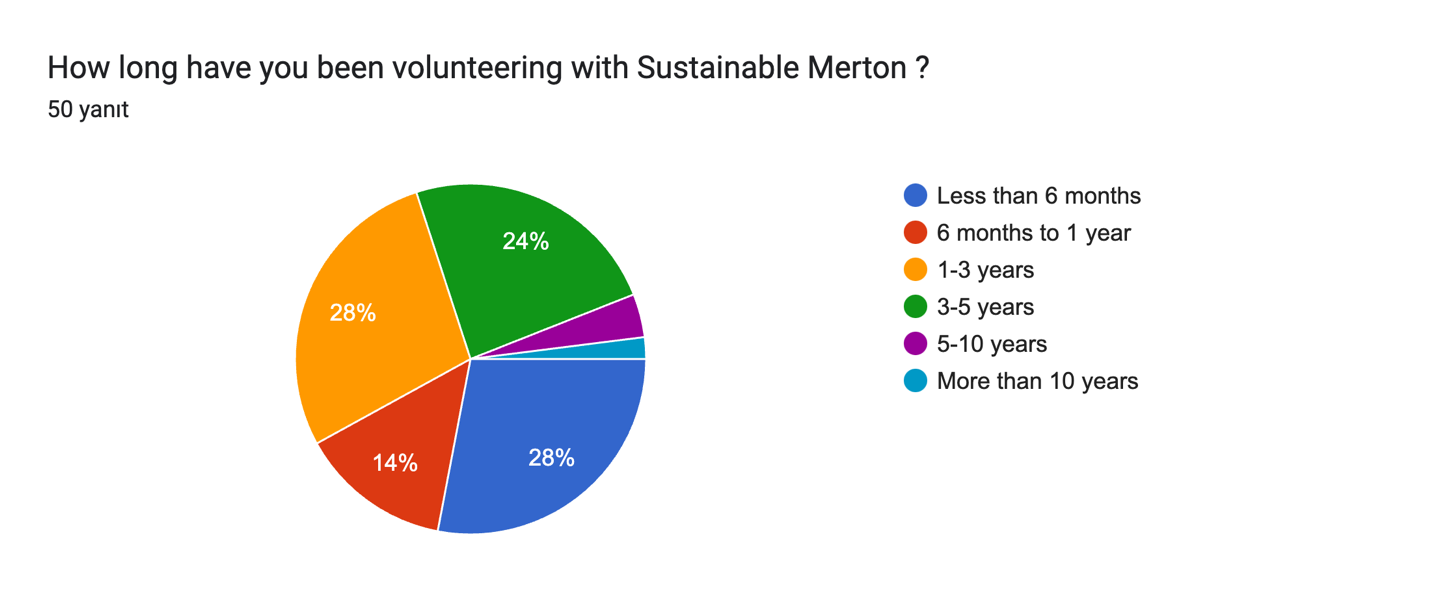 How long have you been volunteering with Sustainable Merton ?
50 yanıt
24%
28%
14%
28%
Less than 6 months
6 months to 1 year
1-3 years
3-5 years
5-10 years
More than 10 years